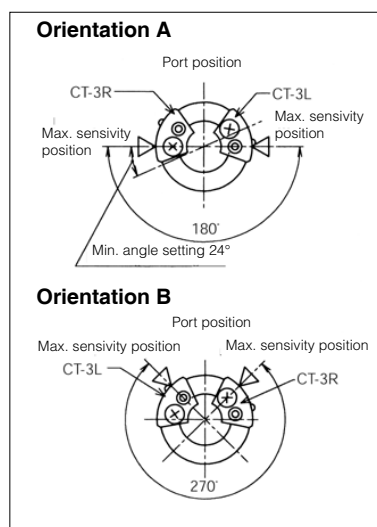 Orientation A
Port position
CT-3R
CT-3L
Max. sensivity
position
Max. sensivity
position
180°
Min. angle setting 24°
Orientation B
Port position
Max. sensivity position
Max. sensivity position
CT-3L
CT-3R
270°